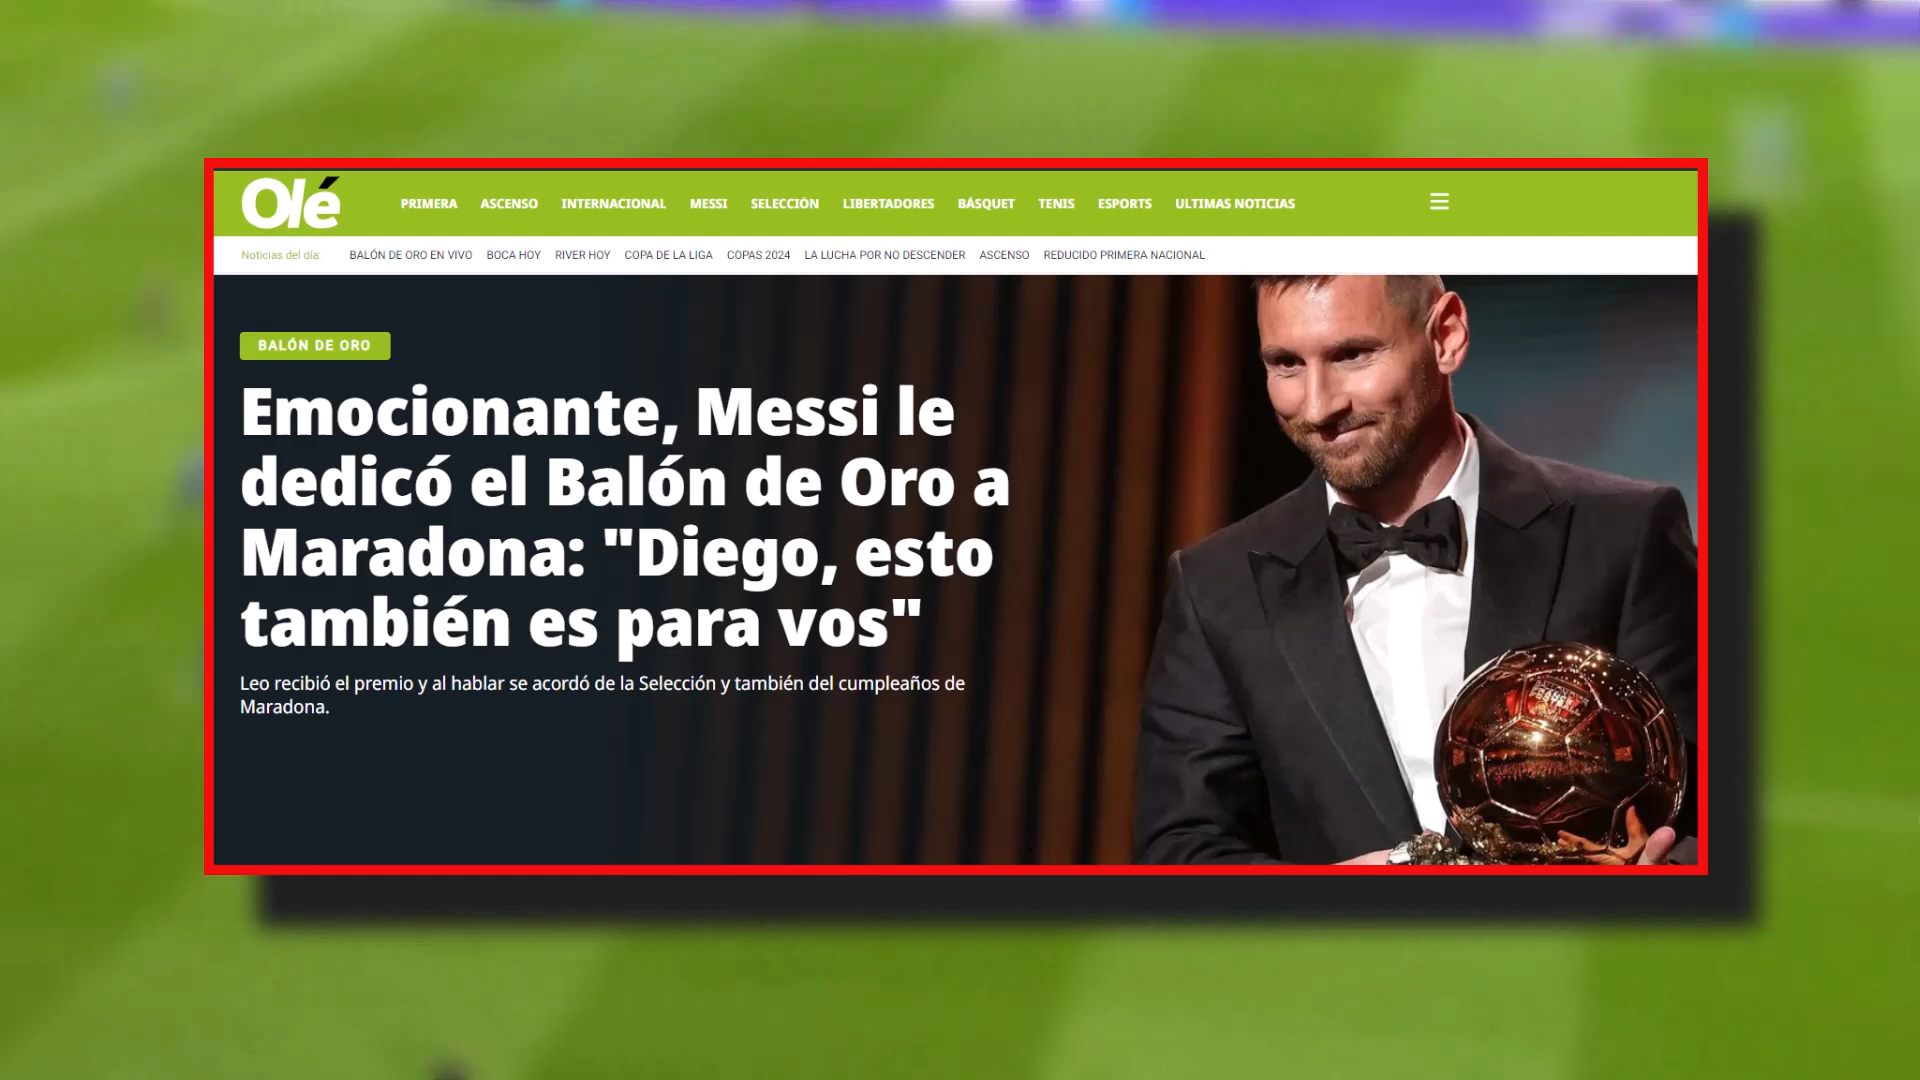 Olé
PRIMERA ASCENSO INTERNACIONAL MESSI SELECCIÓN LIBERTADORES BÁSQUET TENIS ESPORTS ULTIMAS NOTICIAS
Noticias del día: BALÓN DE ORO EN VIVO BOCA HOY RIVER HOY COPA DE LA LIGA COPAS 2024 LA LUCHA POR NO DESCENDER ASCENSO REDUCIDO PRIMERA NACIONAL
BALÓN DE ORO
Emocionante, Messi le
dedicó el Balón de Oro a
Maradona: "Diego, esto
también es para vos"
Leo recibió el premio y al hablar se acordó de la Selección y también del cumpleaños de
Maradona.